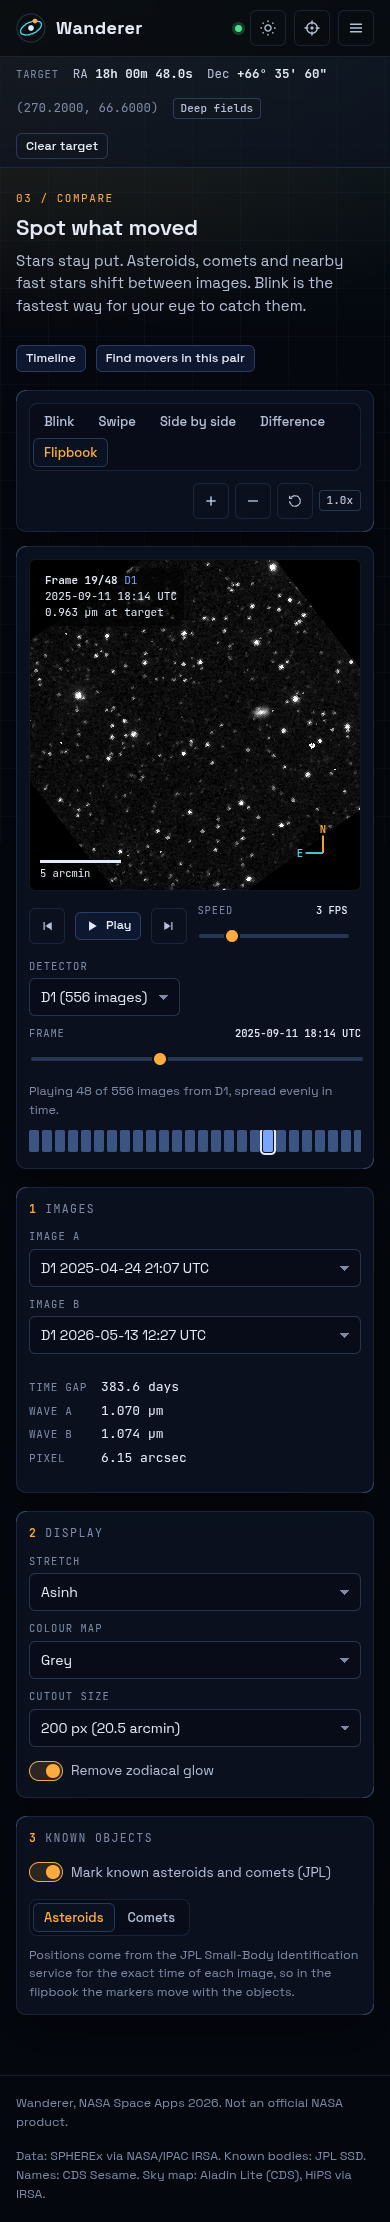 Wanderer
TARGET RA 18h 00m 48.0s Dec +66° 35' 60"
(270.2000, 66.6000) Deep fields
Clear target
03 / COMPARE
Spot what moved
Stars stay put. Asteroids, comets and nearby
fast stars shift between images. Blink is the
fastest way for your eye to catch them.
Timeline Find movers in this pair
Blink Swipe Side by side Difference
Flipbook
+ − 1.0x
Frame 19/48 D1
2025-09-11 18:14 UTC
0.963 µm at target
N
E
5 arcmin
Play SPEED 3 FPS
DETECTOR
D1 (556 images)
FRAME 2025-09-11 18:14 UTC
Playing 48 of 556 images from D1, spread evenly in
time.
1 IMAGES
IMAGE A
D1 2025-04-24 21:07 UTC
IMAGE B
D1 2026-05-13 12:27 UTC
TIME GAP 383.6 days
WAVE A 1.070 µm
WAVE B 1.074 µm
PIXEL 6.15 arcsec
2 DISPLAY
STRETCH
Asinh
COLOUR MAP
Grey
CUTOUT SIZE
200 px (20.5 arcmin)
Remove zodiacal glow
3 KNOWN OBJECTS
Mark known asteroids and comets (JPL)
Asteroids Comets
Positions come from the JPL Small-Body Identification
service for the exact time of each image, so in the
flipbook the markers move with the objects.
Wanderer, NASA Space Apps 2026. Not an official NASA
product.
Data: SPHEREx via NASA/IPAC IRSA. Known bodies: JPL SSD.
Names: CDS Sesame. Sky map: Aladin Lite (CDS), HiPS via
IRSA.